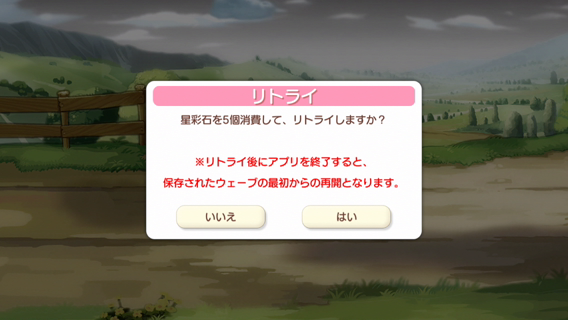 リトライ
星彩石を5個消費して、リトライしますか？
※リトライ後にアプリを終了すると、
保存されたウェーブの最初からの再開となります。
いいえ
はい